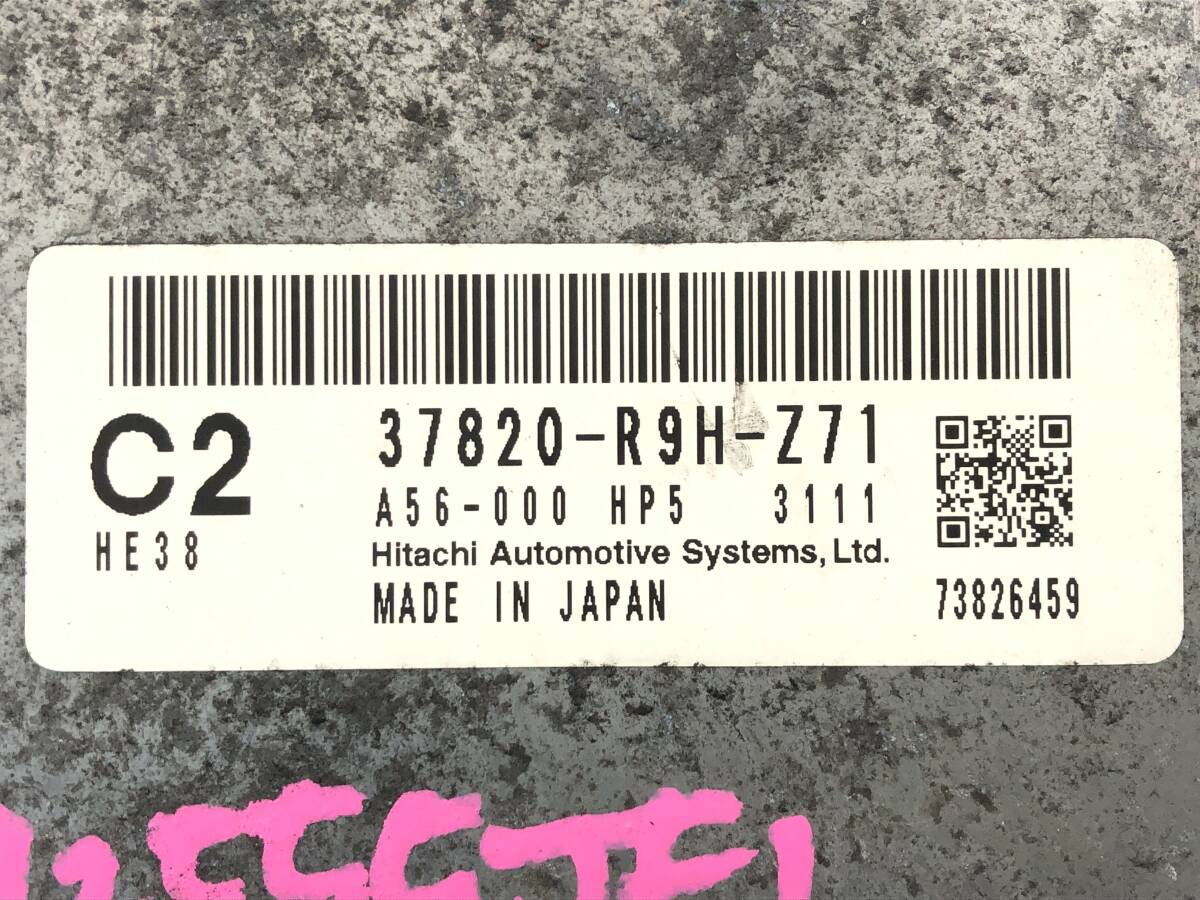 C2
HE38
37820-R9H-Z71
A56-000 HP5 3111
Hitachi Automotive Systems, Ltd.
MADE IN JAPAN
73826459